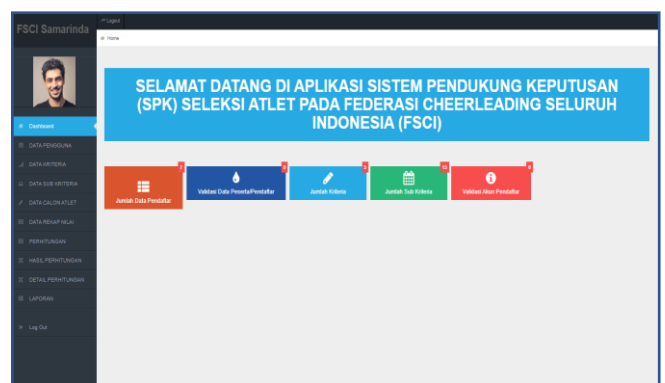 FSCI Samarinda
Logout
Home
SELAMAT DATANG DI APLIKASI SISTEM PENDUKUNG KEPUTUSAN
(SPK) SELEKSI ATLET PADA FEDERASI CHEERLEADING SELURUH
INDONESIA (FSCI)
Dashboard
DATA PENGGUNA
DATA KRITERIA
DATA SUB KRITERIA
DATA CALON ATLET
DATA REKAP NILAI
PERHITUNGAN
HASIL PERHITUNGAN
DETAIL PERHITUNGAN
LAPORAN
Log Out
Jumlah Data Pendaftar
Validasi Data Peserta/Pendaftar
Jumlah Kriteria
Jumlah Sub Kriteria
Validasi Akun Pendaftar